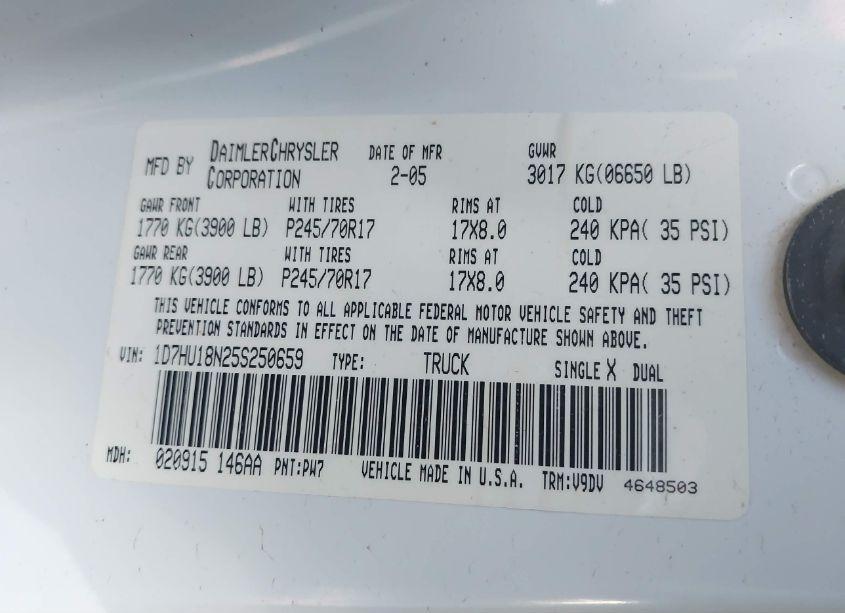 MFD BY DAIMLERCHRYSLER CORPORATION DATE OF MFR 2-05 GVWR 3017 KG(06650 LB)
GAWR FRONT WITH TIRES RIMS AT COLD
1770 KG(3900 LB) P245/70R17 17X8.0 240 KPA( 35 PSI)
GAWR REAR WITH TIRES RIMS AT COLD
1770 KG(3900 LB) P245/70R17 17X8.0 240 KPA( 35 PSI)
THIS VEHICLE CONFORMS TO ALL APPLICABLE FEDERAL MOTOR VEHICLE SAFETY AND THEFT
PREVENTION STANDARDS IN EFFECT ON THE DATE OF MANUFACTURE SHOWN ABOVE.
VIN: 1D7HU18N25S250659 TYPE: TRUCK SINGLE X DUAL
MDH: 020915 146AA PNT:PW7 VEHICLE MADE IN U.S.A. TRM:V9DV 4648503